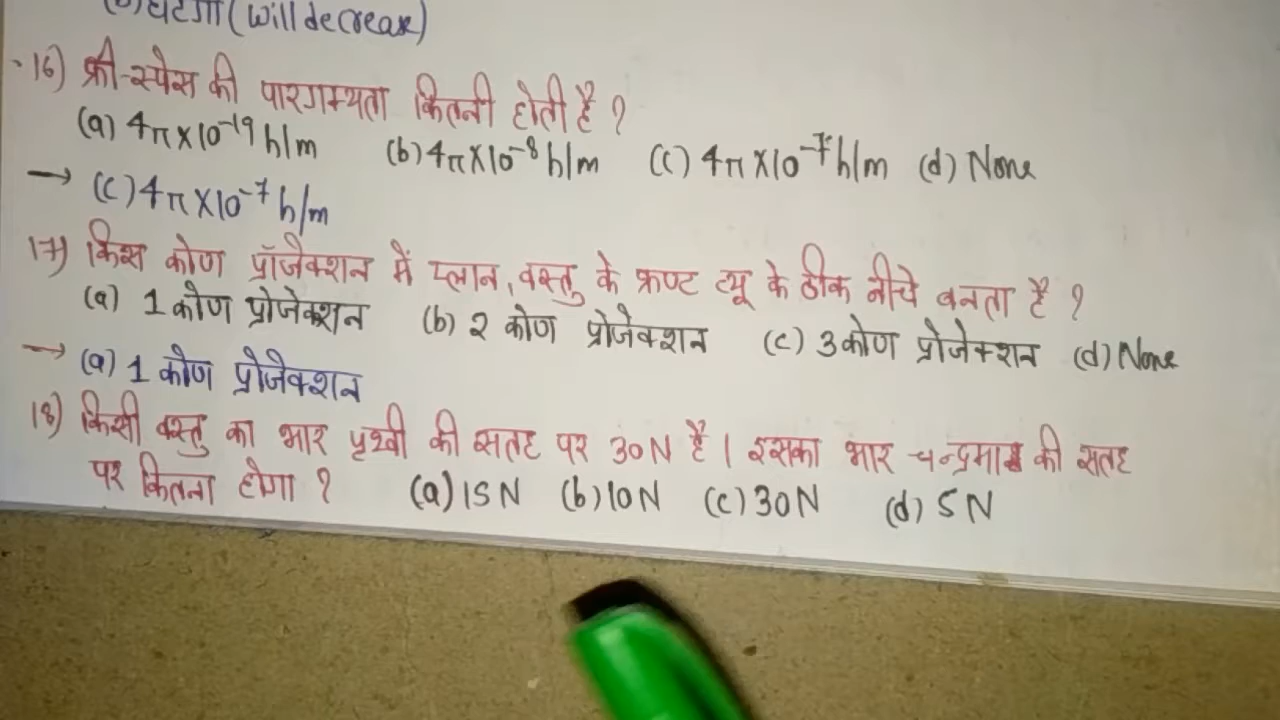 घटेगा (Will decrease)
16) फ्री-स्पेस की पारगम्यता कितनी होती है ?
(a) 4π×10⁻¹⁹ h/m (b) 4π×10⁻⁸ h/m (c) 4π×10⁻⁷ h/m (d) None
→ (c) 4π×10⁻⁷ h/m
17) किस कोण प्रॉजेक्शन में प्लान, वस्तु के फ्रण्ट व्यू के ठीक नीचे बनता है ?
(a) 1 कोण प्रोजेक्शन (b) 2 कोण प्रोजेक्शन (c) 3 कोण प्रोजेक्शन (d) None
→ (a) 1 कोण प्रोजेक्शन
18) किसी वस्तु का भार पृथ्वी की सतह पर 30N है। इसका भार चन्द्रमा की सतह
पर कितना होगा ? (a) 15N (b) 10N (c) 30N (d) 5N